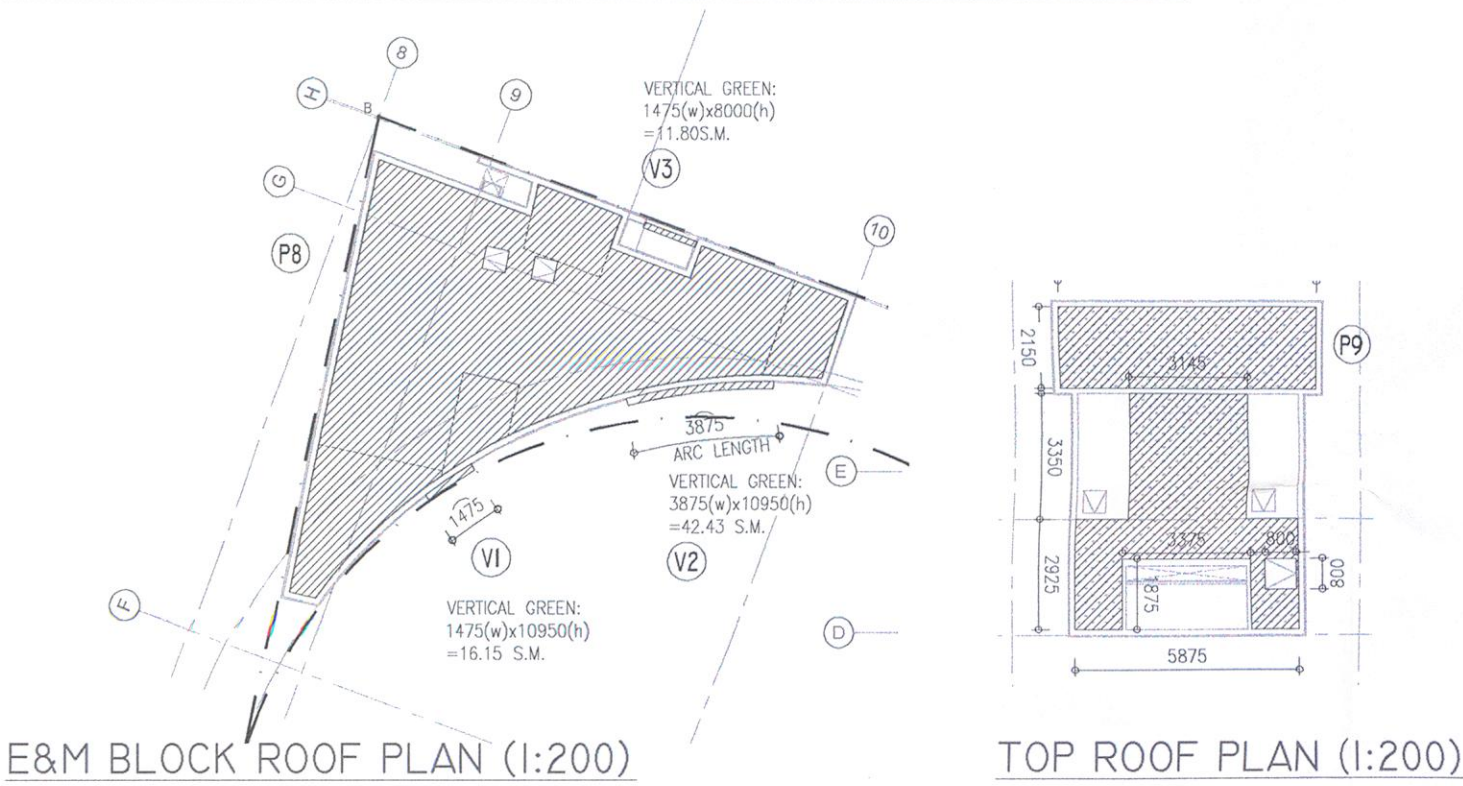 8
H
B
9
VERTICAL GREEN:
1475(w)x8000(h)
=11.80S.M.
V3
G
P8
10
2150
3145
P9
3350
3875
ARC LENGTH
E
VERTICAL GREEN:
3875(w)x10950(h)
=42.43 S.M.
1475
V1
V2
3375
800
800
2925
1875
F
VERTICAL GREEN:
1475(w)x10950(h)
=16.15 S.M.
D
5875
E&M BLOCK ROOF PLAN (1:200)
TOP ROOF PLAN (1:200)